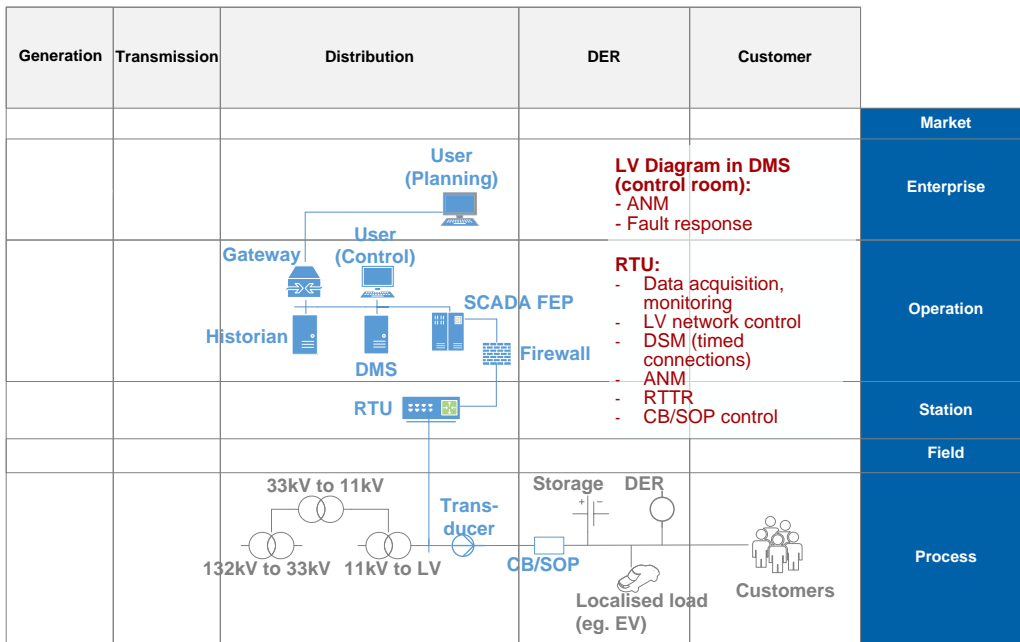 Generation
Transmission
Distribution
DER
Customer
Market
Enterprise
Operation
Station
Field
Process
User
(Planning)
User
(Control)
Gateway
SCADA FEP
Historian
DMS
Firewall
RTU
LV Diagram in DMS
(control room):
- ANM
- Fault response
RTU:
- Data acquisition,
monitoring
- LV network control
- DSM (timed
connections)
- ANM
- RTTR
- CB/SOP control
33kV to 11kV
132kV to 33kV
11kV to LV
Trans-
ducer
CB/SOP
Storage
+ −
DER
Localised load
(eg. EV)
Customers